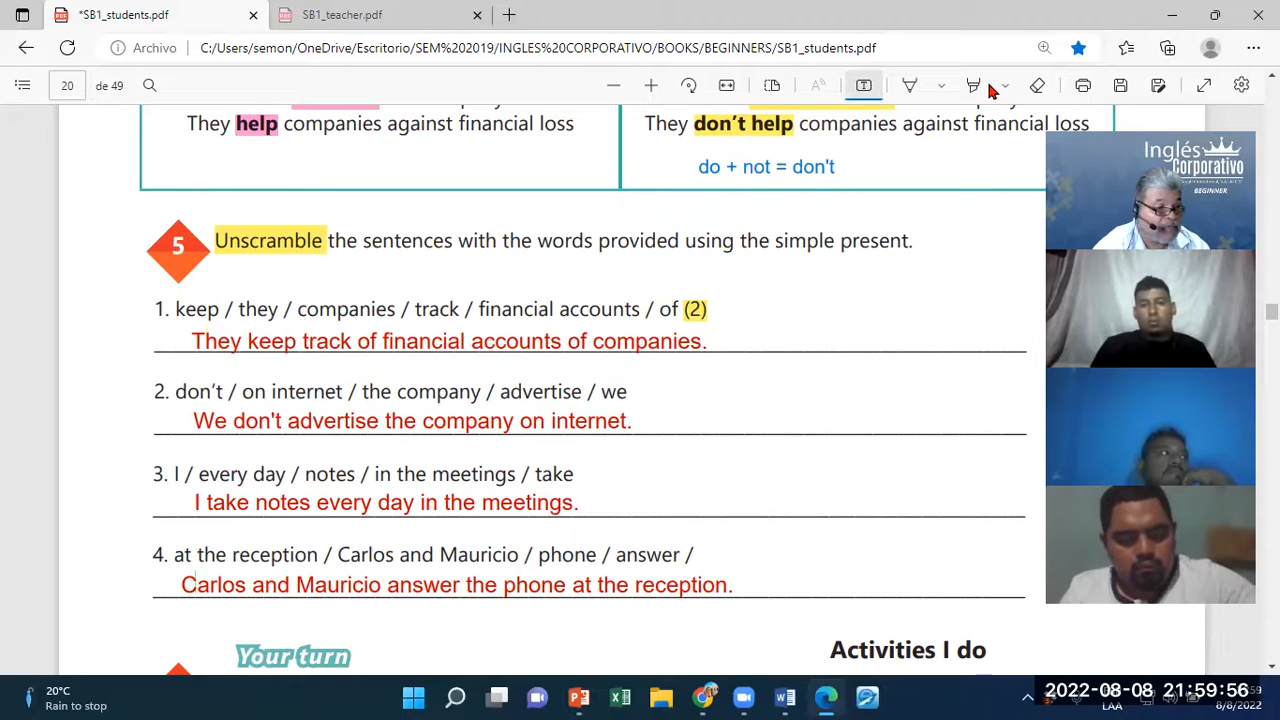 *SB1_students.pdf
SB1_teacher.pdf
Archivo
C:/Users/semon/OneDrive/Escritorio/SEM%202019/INGLES%20CORPORATIVO/BOOKS/BEGINNERS/SB1_students.pdf
20 de 49
They help companies against financial loss
They don't help companies against financial loss
do + not = don't
Inglés
Corporativo
BEGINNER
5
Unscramble the sentences with the words provided using the simple present.
1. keep / they / companies / track / financial accounts / of (2)
They keep track of financial accounts of companies.
2. don't / on internet / the company / advertise / we
We don't advertise the company on internet.
3. I / every day / notes / in the meetings / take
I take notes every day in the meetings.
4. at the reception / Carlos and Mauricio / phone / answer /
Carlos and Mauricio answer the phone at the reception.
Your turn
Activities I do
20°C
Rain to stop
2022-08-08 21:59:56
LAA
8/8/2022